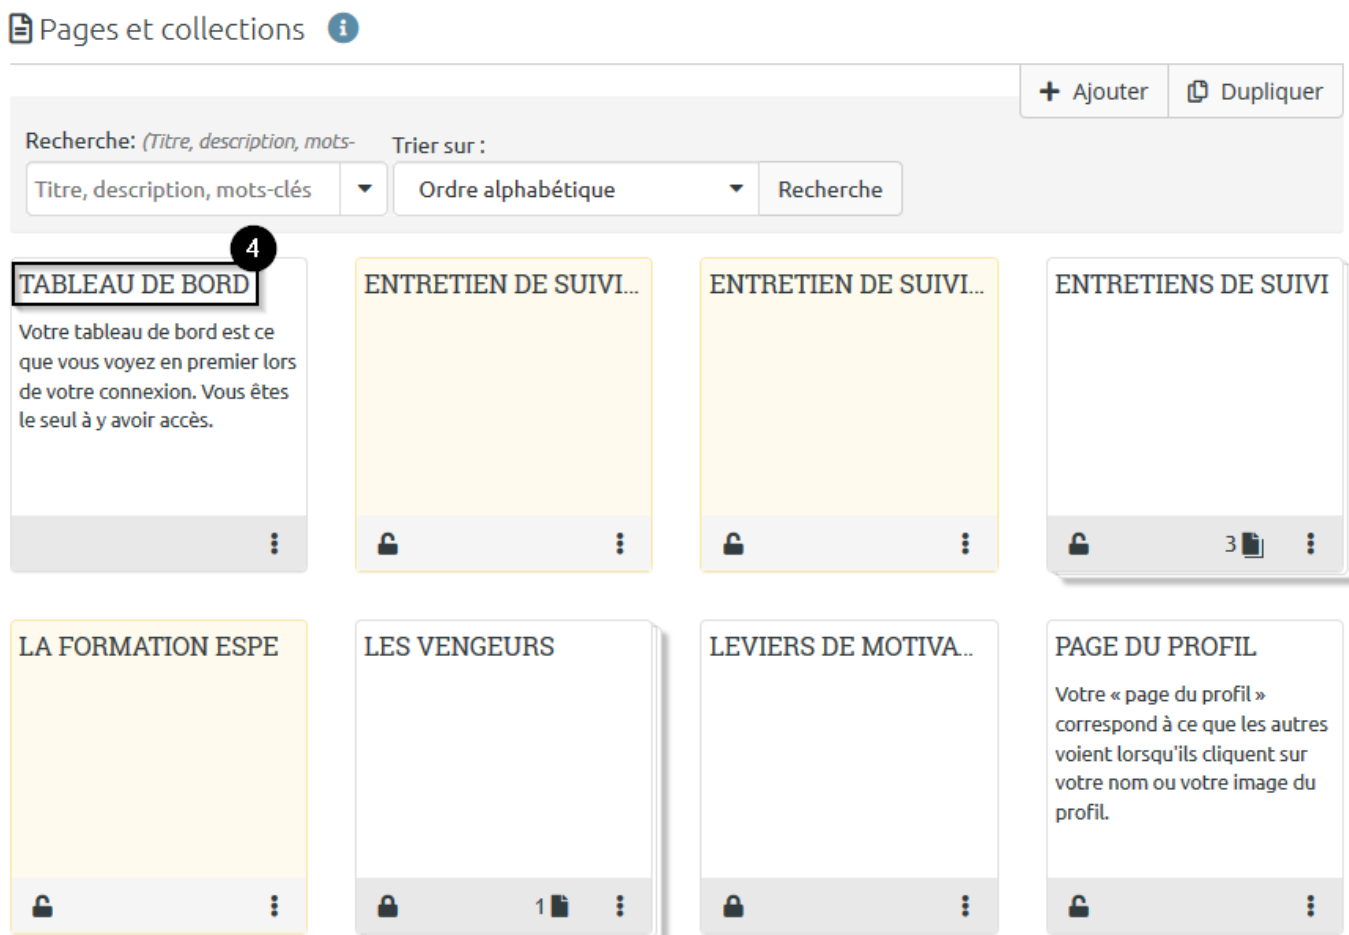 Pages et collections
Ajouter
Dupliquer
Recherche: (Titre, description, mots-
Trier sur :
Titre, description, mots-clés
Ordre alphabétique
Recherche
4
TABLEAU DE BORD
Votre tableau de bord est ce
que vous voyez en premier lors
de votre connexion. Vous êtes
le seul à y avoir accès.
ENTRETIEN DE SUIVI...
ENTRETIEN DE SUIVI...
ENTRETIENS DE SUIVI
3
LA FORMATION ESPE
LES VENGEURS
1
LEVIERS DE MOTIVA...
PAGE DU PROFIL
Votre « page du profil »
correspond à ce que les autres
voient lorsqu'ils cliquent sur
votre nom ou votre image du
profil.